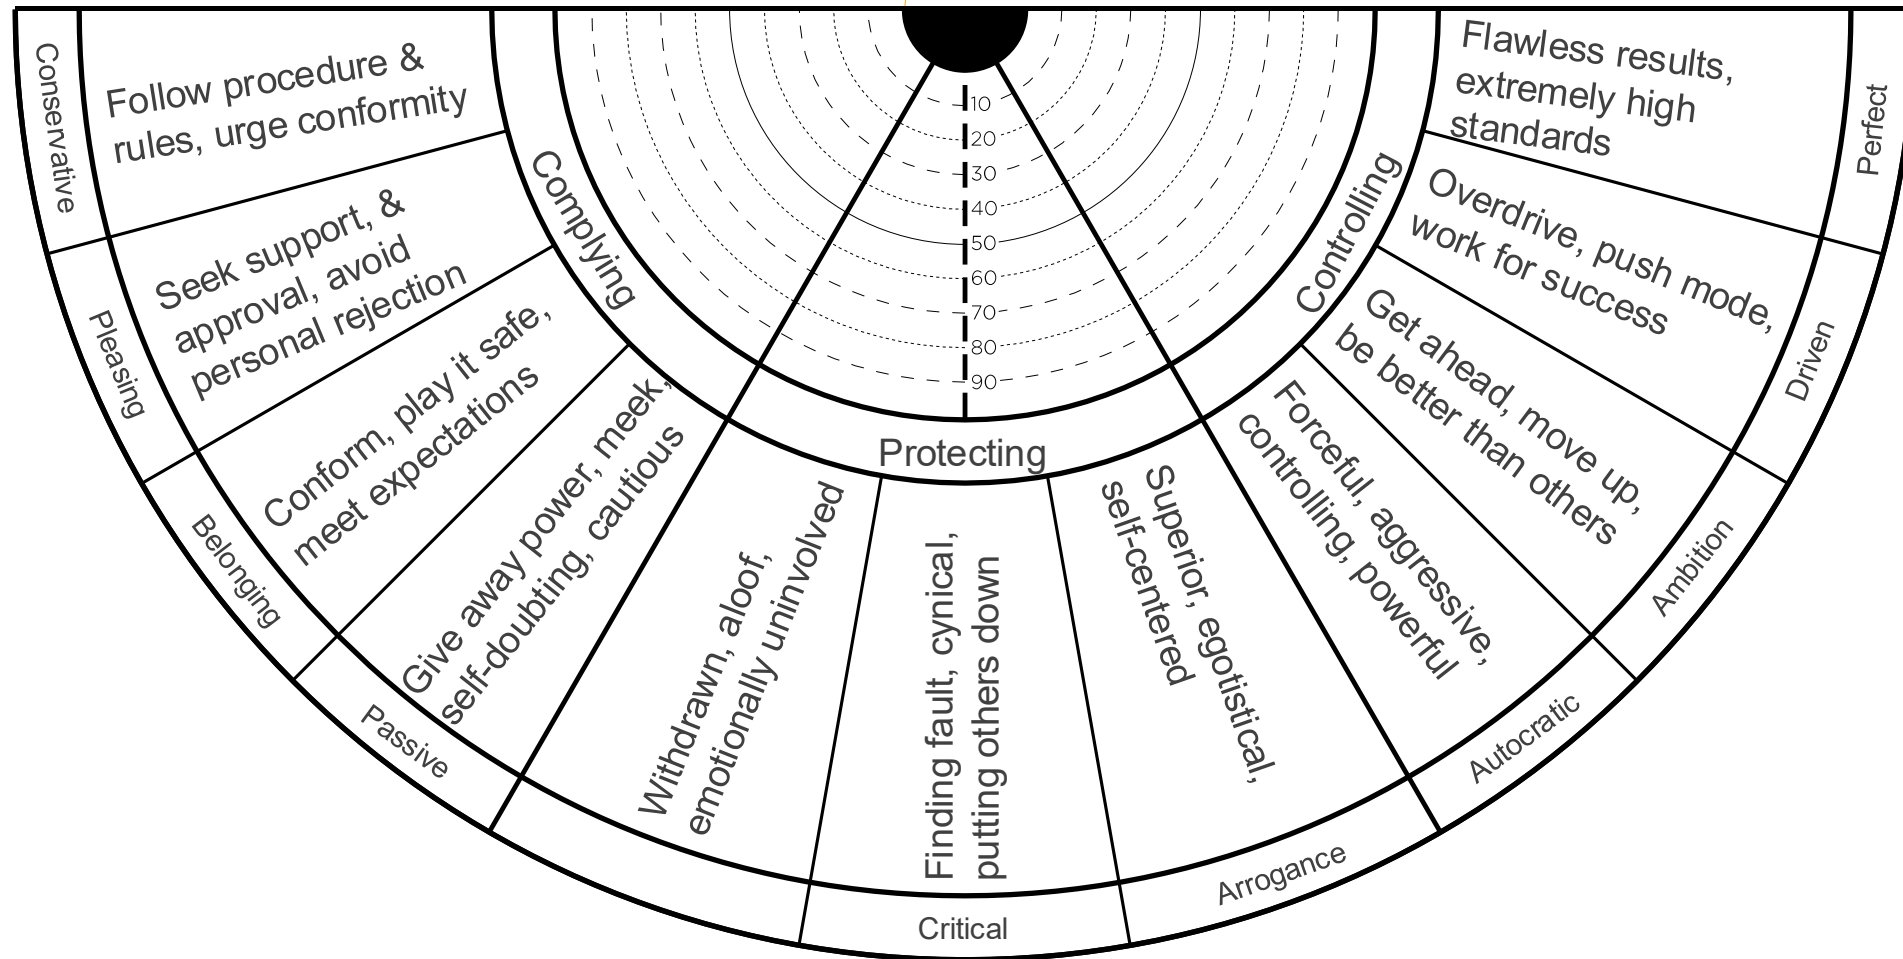 Conservative
Follow procedure &
rules, urge conformity
Pleasing
Seek support, &
approval, avoid
personal rejection
Belonging
Conform, play it safe,
meet expectations
Passive
Give away power, meek,
self-doubting, cautious
Complying
Withdrawn, aloof,
emotionally uninvolved
Protecting
Critical
Finding fault, cynical,
putting others down
Arrogance
Superior, egotistical,
self-centered
Controlling
Autocratic
Forceful, aggressive,
controlling, powerful
Ambition
Get ahead, move up,
be better than others
Driven
Overdrive, push mode,
work for success
Perfect
Flawless results,
extremely high
standards
10
20
30
40
50
60
70
80
90